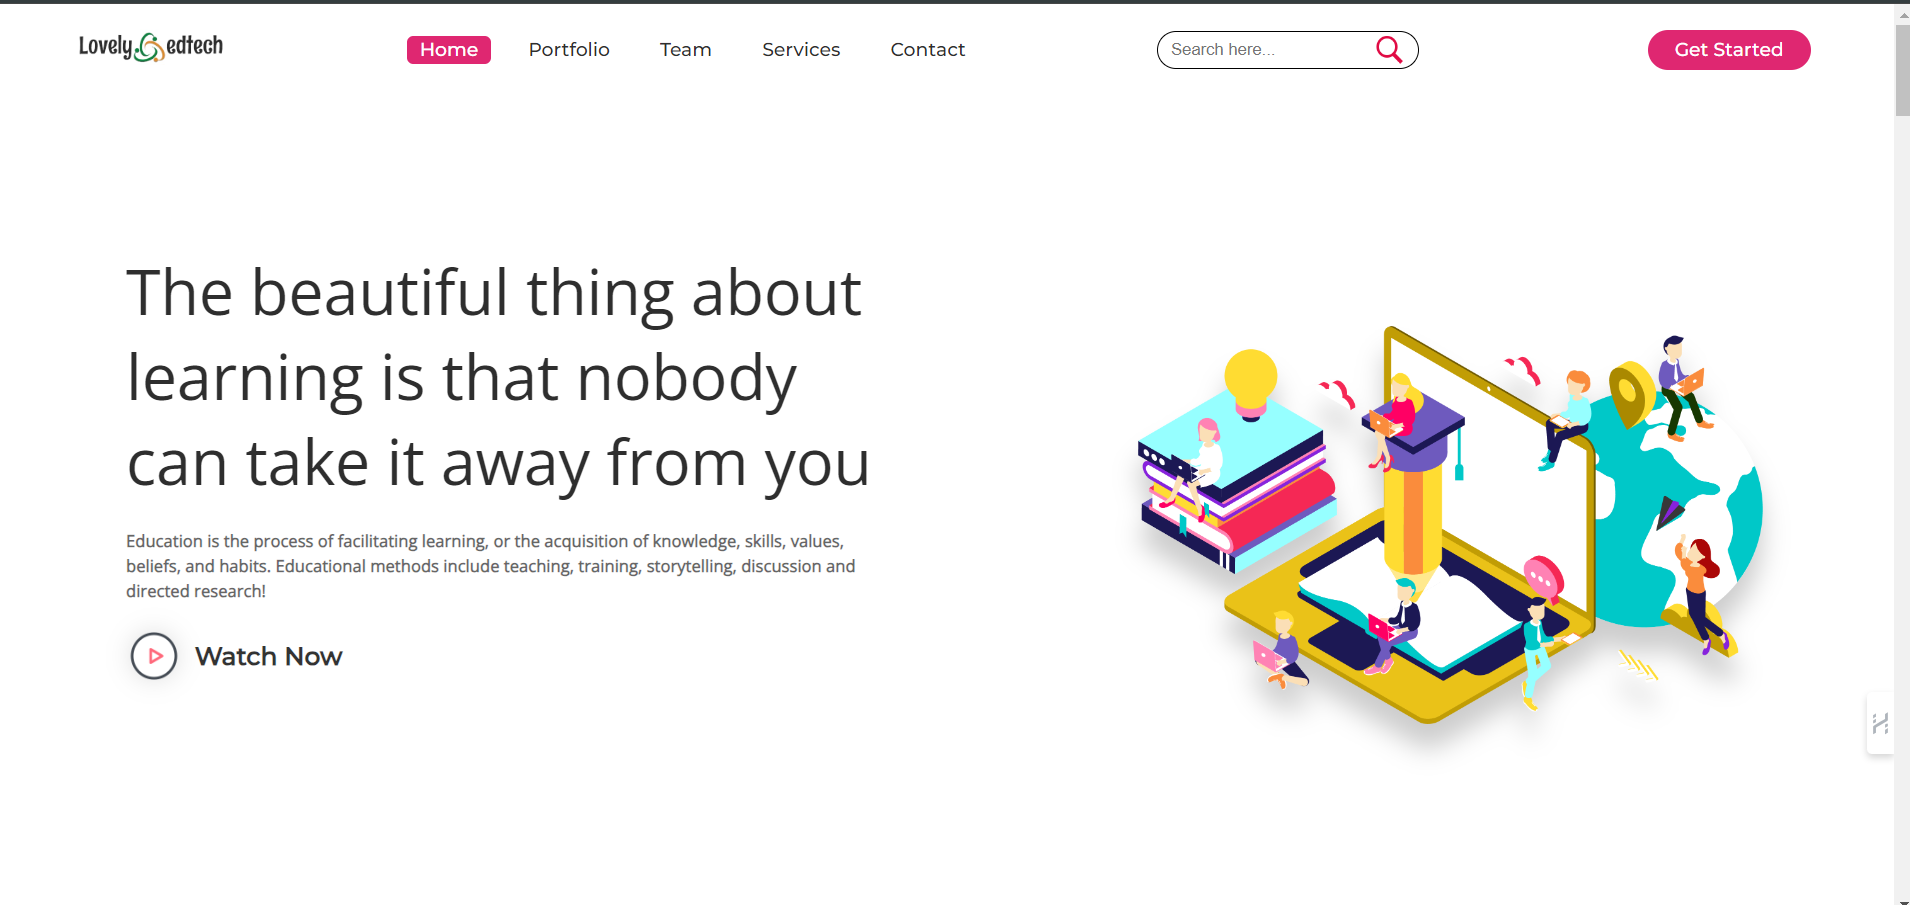 Lovely edtech
Home Portfolio Team Services Contact
Search here...
Get Started
The beautiful thing about
learning is that nobody
can take it away from you
Education is the process of facilitating learning, or the acquisition of knowledge, skills, values,
beliefs, and habits. Educational methods include teaching, training, storytelling, discussion and
directed research!
Watch Now